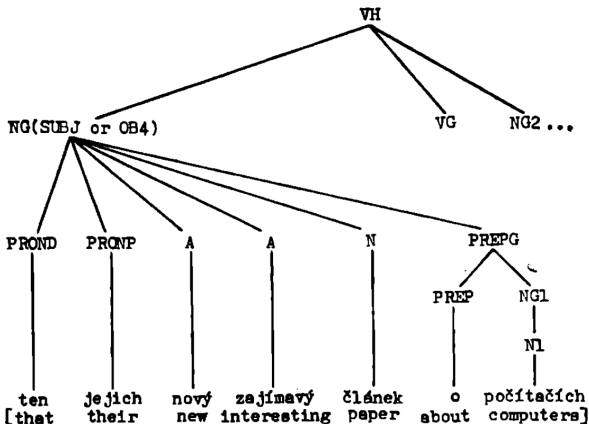 VH
NG(SUBJ or OB4) VG NG2...
PROND PRONP A A N PREPG
PREP NG1
N1
ten jejich nový zajímavý článek o počítačích
[that their new interesting paper about computers]